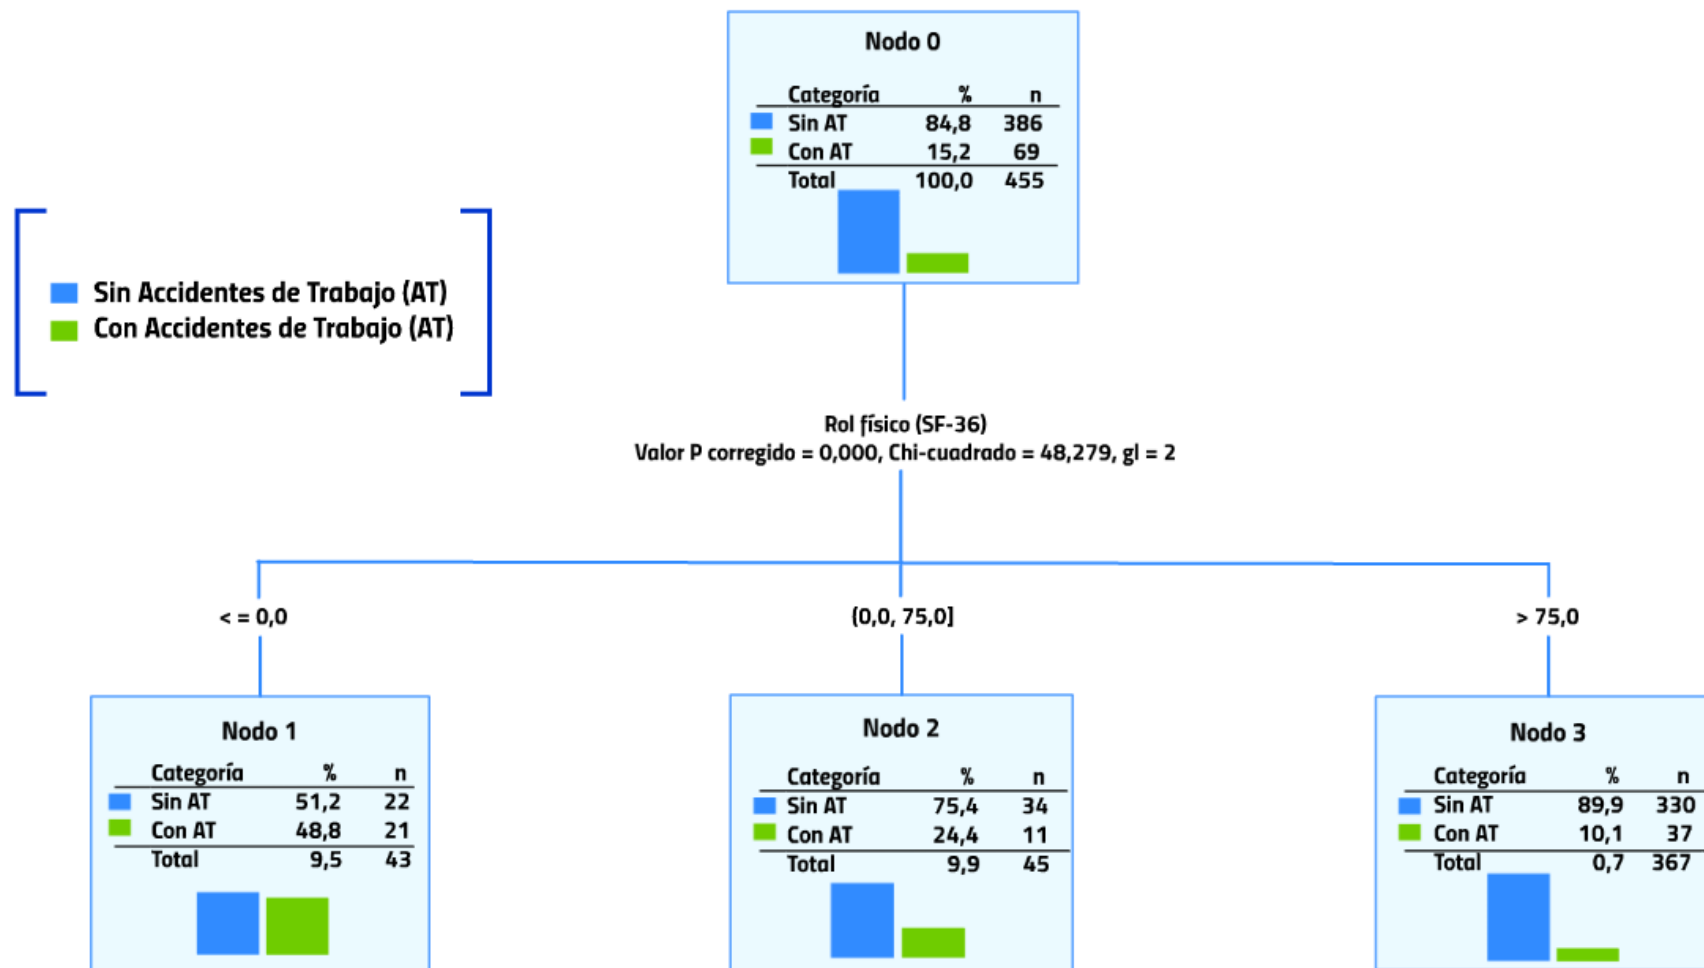 Nodo 0
Categoría % n
Sin AT 84,8 386
Con AT 15,2 69
Total 100,0 455
Sin Accidentes de Trabajo (AT)
Con Accidentes de Trabajo (AT)
Rol físico (SF-36)
Valor P corregido = 0,000, Chi-cuadrado = 48,279, gl = 2
< = 0,0
(0,0, 75,0]
> 75,0
Nodo 1
Categoría % n
Sin AT 51,2 22
Con AT 48,8 21
Total 9,5 43
Nodo 2
Categoría % n
Sin AT 75,4 34
Con AT 24,4 11
Total 9,9 45
Nodo 3
Categoría % n
Sin AT 89,9 330
Con AT 10,1 37
Total 0,7 367